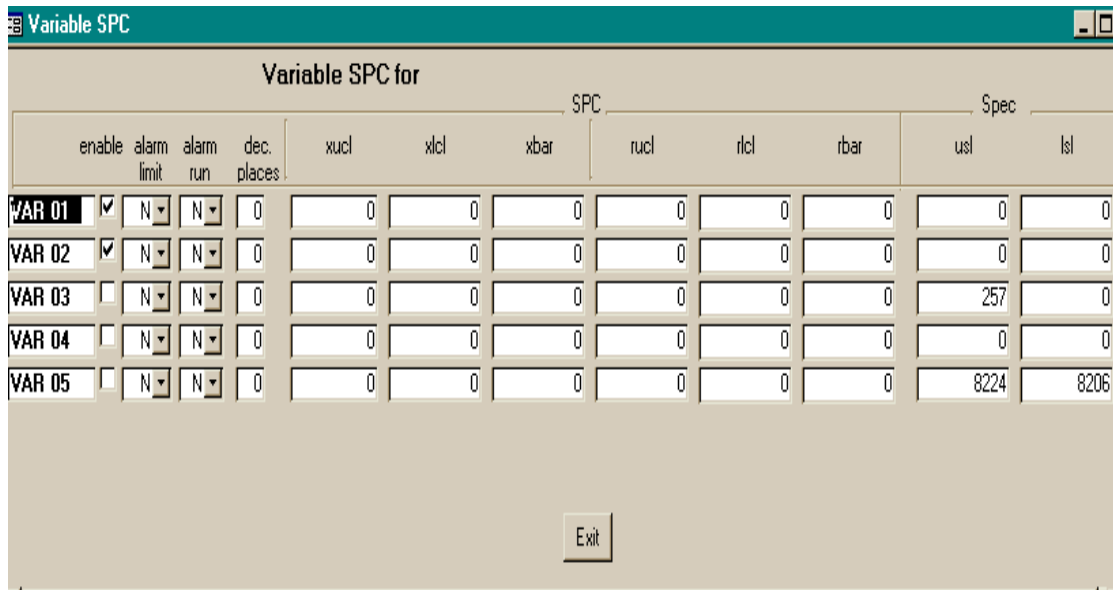 Variable SPC
Variable SPC for
SPC Spec
enable alarm limit alarm run dec. places xucl xlcl xbar rucl rlcl rbar usl lsl
VAR 01 N N 0 0 0 0 0 0 0 0 0
VAR 02 N N 0 0 0 0 0 0 0 0 0
VAR 03 N N 0 0 0 0 0 0 0 257 0
VAR 04 N N 0 0 0 0 0 0 0 0 0
VAR 05 N N 0 0 0 0 0 0 0 8224 8206
Exit